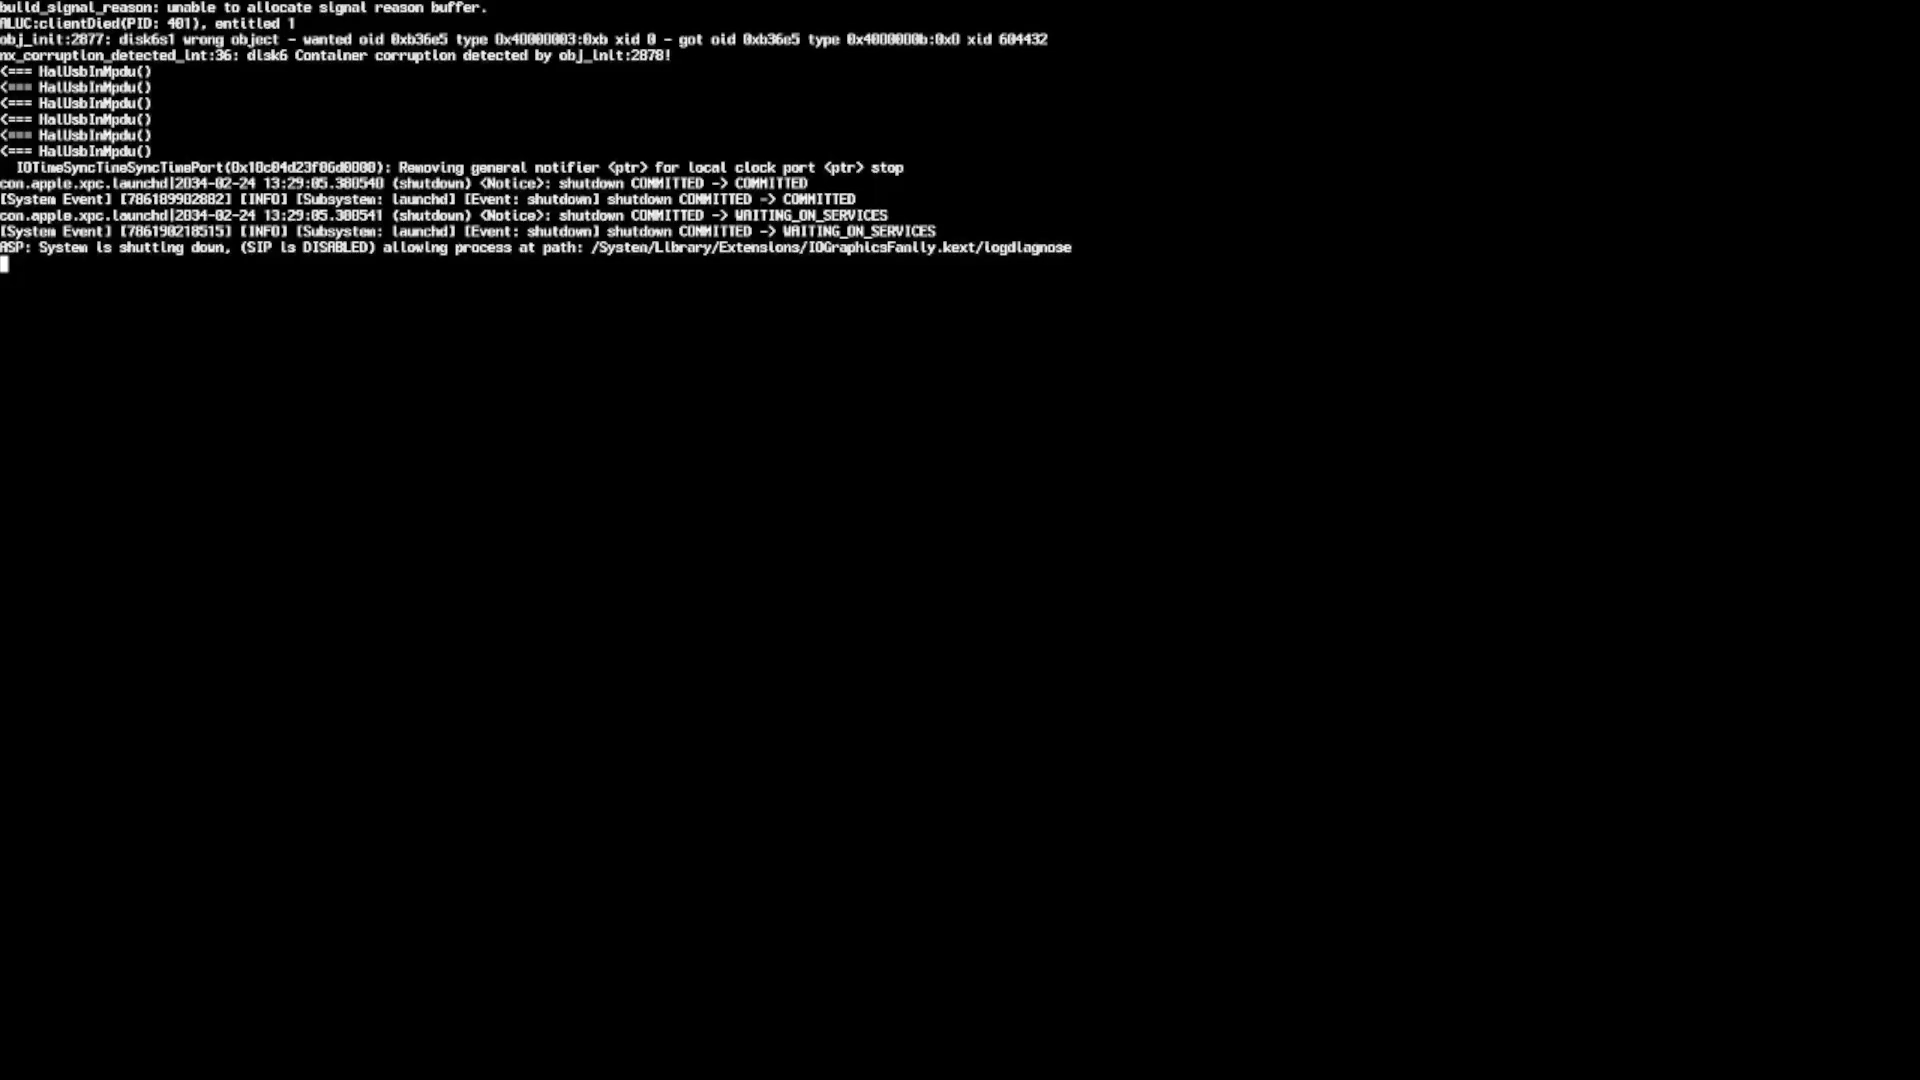 build_signal_reason: unable to allocate signal reason buffer.
ALUC:clientDied(PID: 401), entitled 1
obj_init:2877: disk6s1 wrong object - wanted oid 0xb36e5 type 0x40000003:0xb xid 0 - got oid 0xb36e5 type 0x4000000b:0x0 xid 604432
nx_corruption_detected_int:36: disk6 Container corruption detected by obj_init:2878!
<=== HalUsbInMpdu()
<=== HalUsbInMpdu()
<=== HalUsbInMpdu()
<=== HalUsbInMpdu()
<=== HalUsbInMpdu()
<=== HalUsbInMpdu()
IOTimeSyncTimeSyncTimePort(0x10c04d23f06d0000): Removing general notifier <ptr> for local clock port <ptr> stop
com.apple.xpc.launchd|2034-02-24 13:29:05.380540 (shutdown) <Notice>: shutdown COMMITTED -> COMMITTED
[System Event] [786189902882] [INFO] [Subsystem: launchd] [Event: shutdown] shutdown COMMITTED -> COMMITTED
com.apple.xpc.launchd|2034-02-24 13:29:05.380541 (shutdown) <Notice>: shutdown COMMITTED -> WAITING_ON_SERVICES
[System Event] [786190218515] [INFO] [Subsystem: launchd] [Event: shutdown] shutdown COMMITTED -> WAITING_ON_SERVICES
ASP: System is shutting down, (SIP is DISABLED) allowing process at path: /System/Library/Extensions/IOGraphicsFamily.kext/logdiagnose